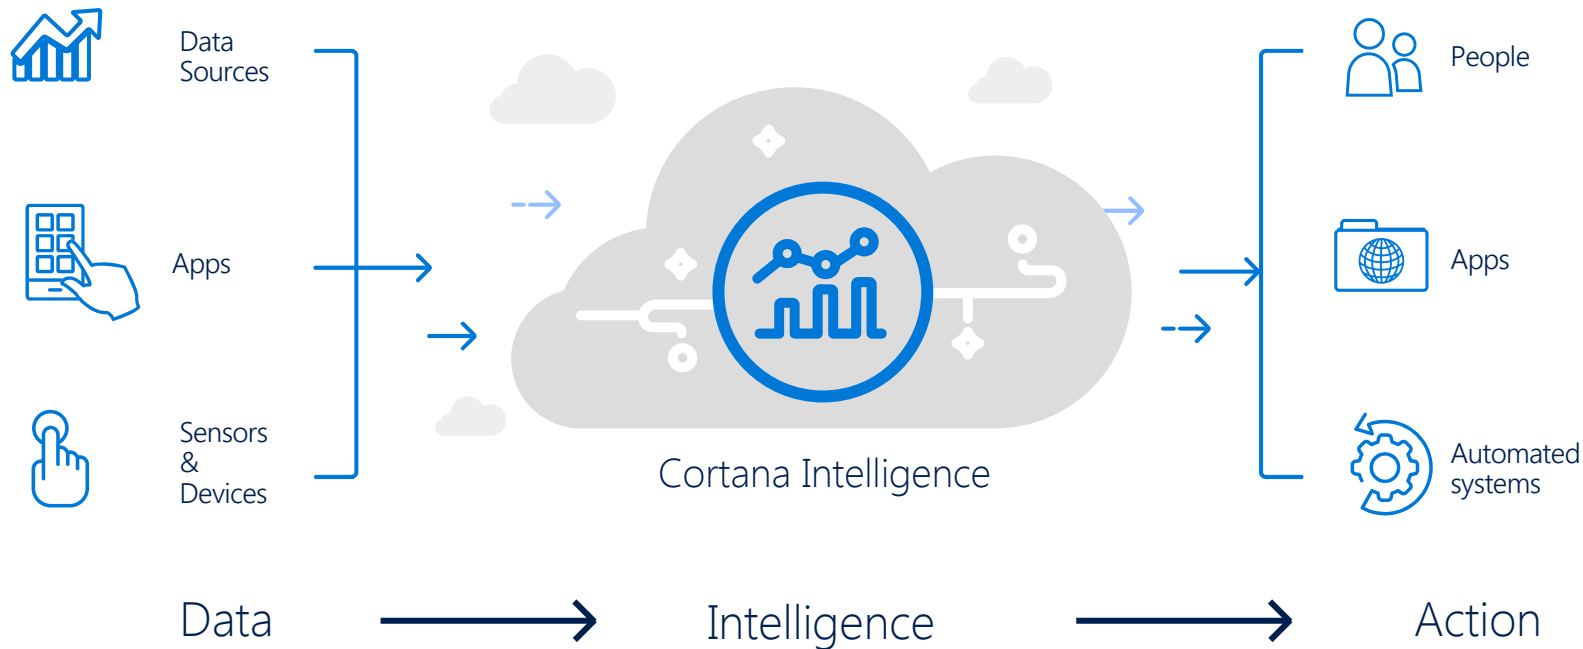 Data
Sources
Apps
Sensors
&
Devices
Cortana Intelligence
People
Apps
Automated
systems
Data
Intelligence
Action